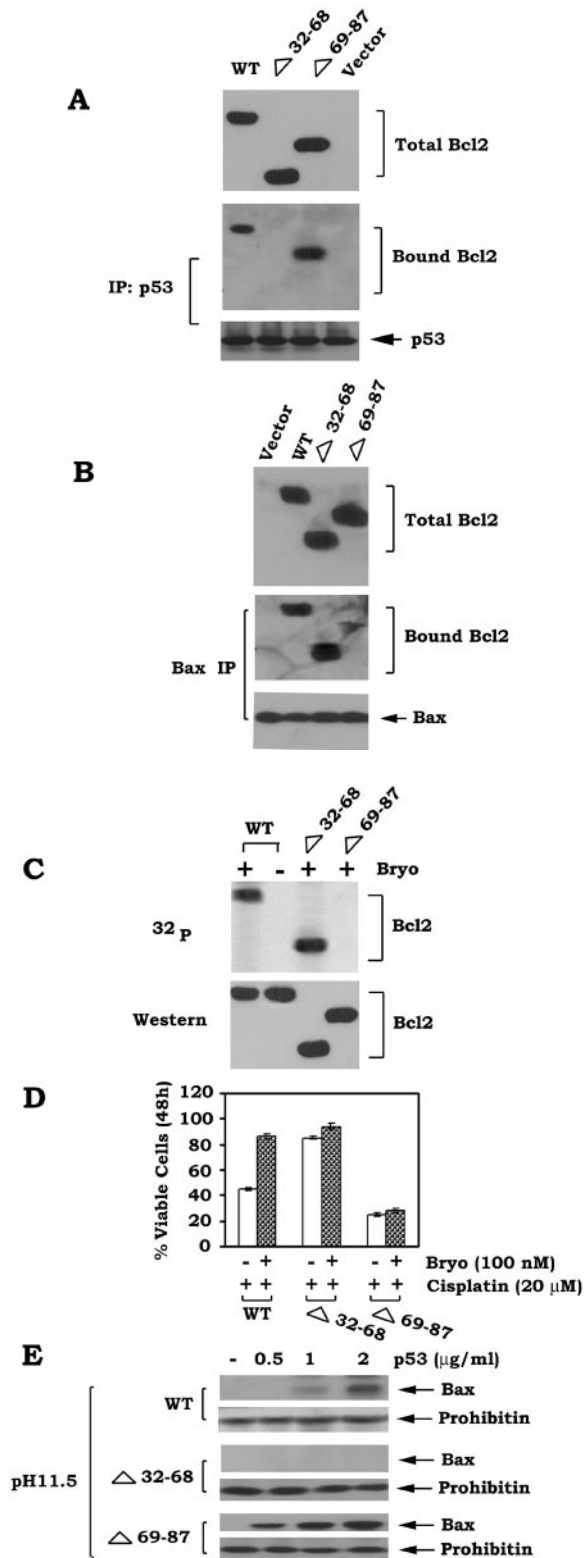 A
WT △ 32-68 △ 69-87 Vector
Total Bcl2
Bound Bcl2
IP: p53
p53
B
Vector WT △ 32-68 △ 69-87
Total Bcl2
Bound Bcl2
Bax IP
Bax
C
WT △ 32-68 △ 69-87
+ - + + Bryo
32 P
Bcl2
Western
Bcl2
D
% Viable Cells (48h)
120
100
80
60
40
20
0
- + - + - + Bryo (100 nM)
+ + + + + + Cisplatin (20 μM)
WT △ 32-68 △ 69-87
E
- 0.5 1 2 p53 (μg/ml)
WT
Bax
Prohibitin
pH11.5
△ 32-68
Bax
Prohibitin
△ 69-87
Bax
Prohibitin